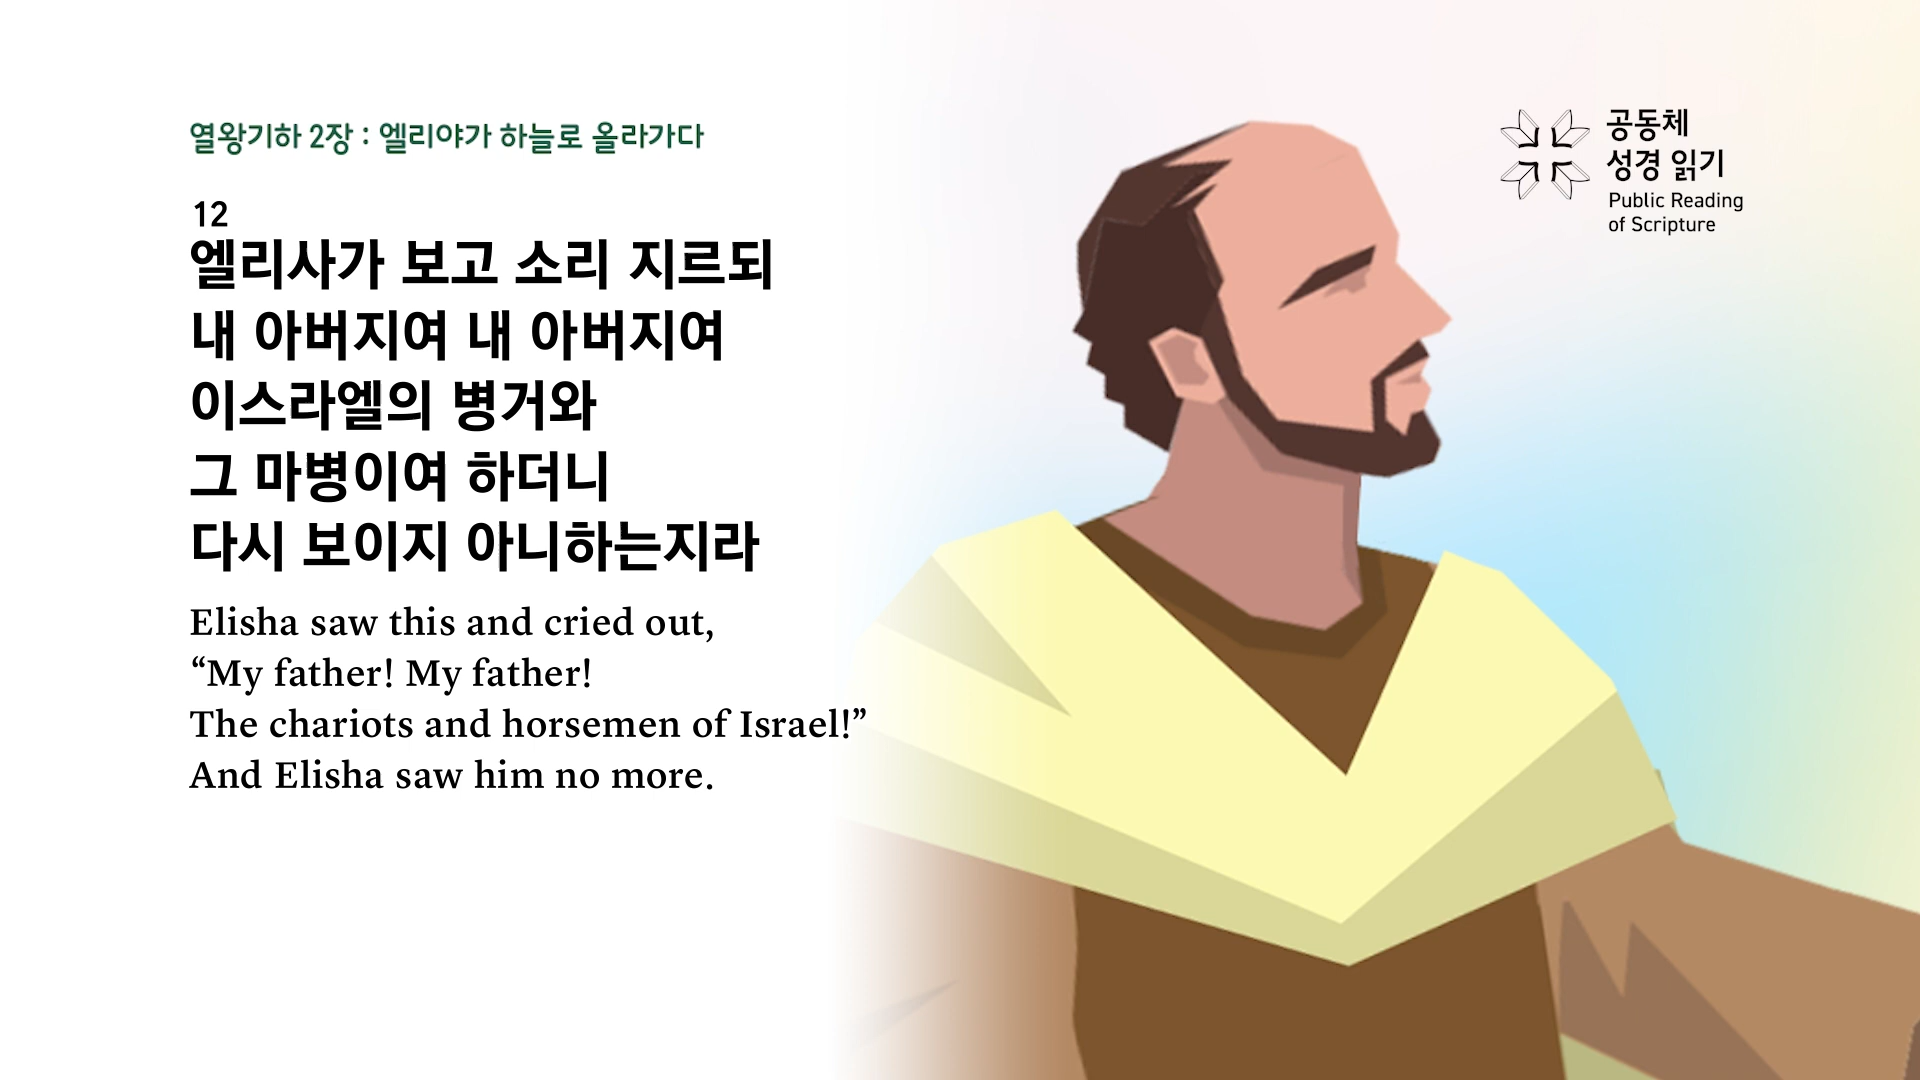 열왕기하 2장 : 엘리야가 하늘로 올라가다
12
엘리사가 보고 소리 지르되
내 아버지여 내 아버지여
이스라엘의 병거와
그 마병이여 하더니
다시 보이지 아니하는지라
Elisha saw this and cried out,
“My father! My father!
The chariots and horsemen of Israel!”
And Elisha saw him no more.
공동체
성경 읽기
Public Reading
of Scripture